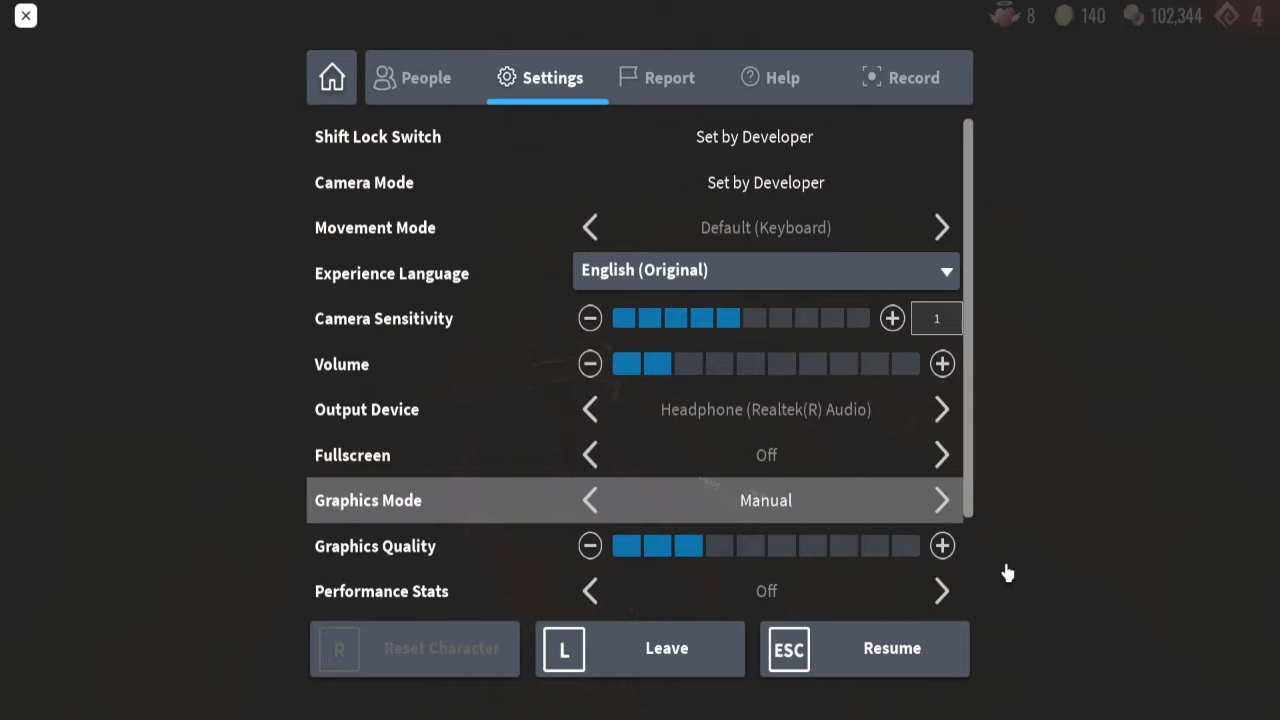 8 140 102,344 4
People Settings Report Help Record
Shift Lock Switch Set by Developer
Camera Mode Set by Developer
Movement Mode Default (Keyboard)
Experience Language English (Original)
Camera Sensitivity 1
Volume
Output Device Headphone (Realtek(R) Audio)
Fullscreen Off
Graphics Mode Manual
Graphics Quality
Performance Stats Off
R Reset Character L Leave ESC Resume